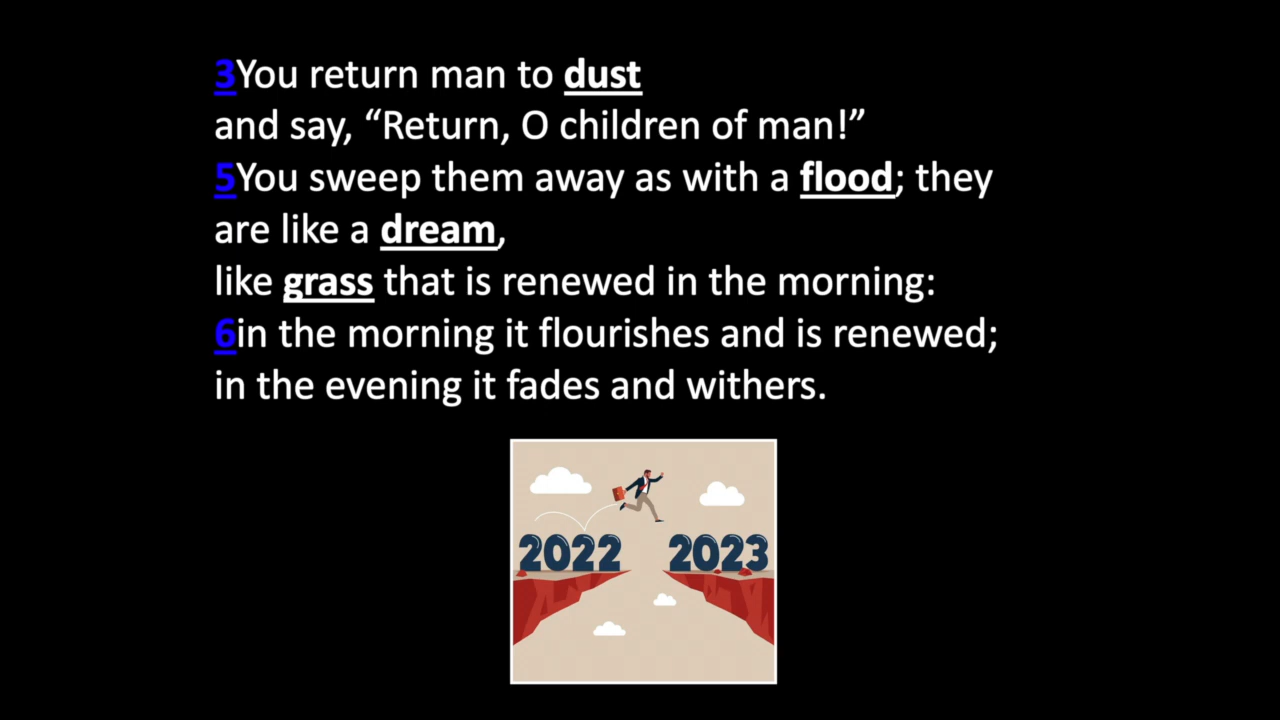 3You return man to dust
and say, “Return, O children of man!”
5You sweep them away as with a flood; they
are like a dream,
like grass that is renewed in the morning:
6in the morning it flourishes and is renewed;
in the evening it fades and withers.
2022 2023